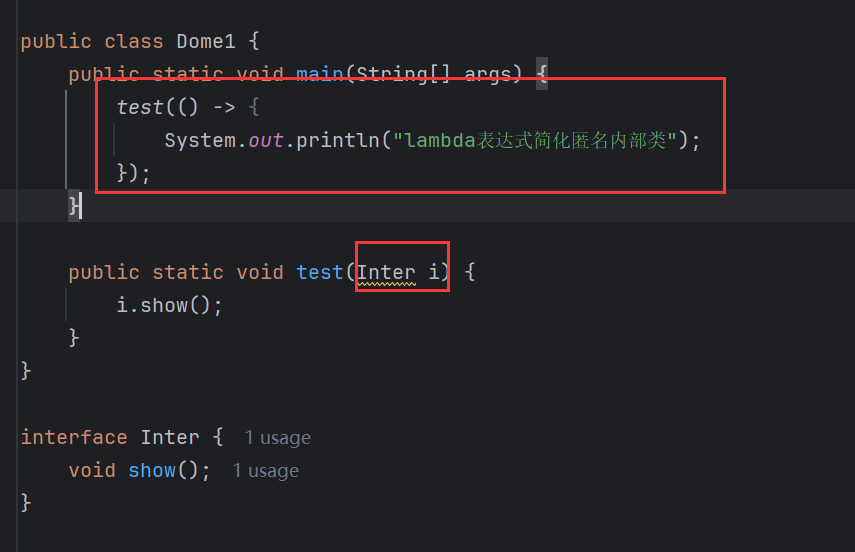 public class Dome1 {
public static void main(String[] args) {
test(() -> {
System.out.println("lambda表达式简化匿名内部类");
});
}
public static void test(Inter i) {
i.show();
}
}
interface Inter { 1 usage
void show(); 1 usage
}